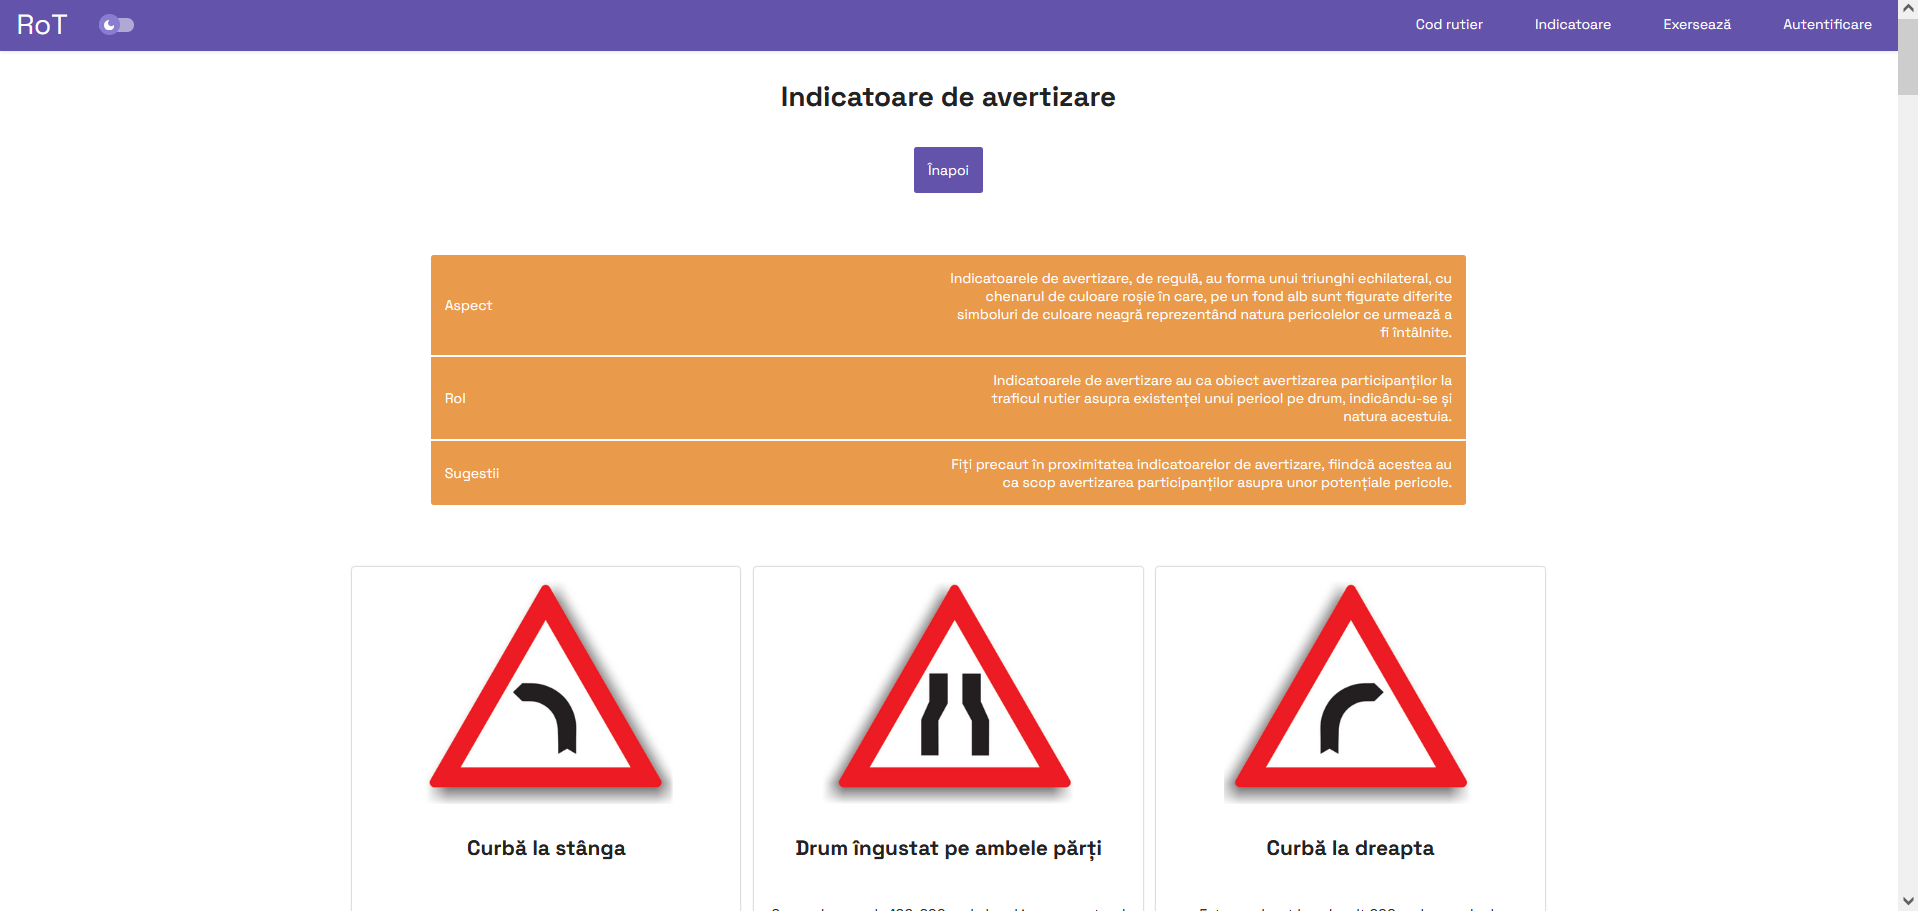 RoT
Cod rutier
Indicatoare
Exersează
Autentificare
Indicatoare de avertizare
Înapoi
Aspect
Indicatoarele de avertizare, de regulă, au forma unui triunghi echilateral, cu
chenarul de culoare roșie în care, pe un fond alb sunt figurate diferite
simboluri de culoare neagră reprezentând natura pericolelor ce urmează a
fi întâlnite.
Rol
Indicatoarele de avertizare au ca obiect avertizarea participanților la
traficul rutier asupra existenței unui pericol pe drum, indicându-se și
natura acestuia.
Sugestii
Fiți precaut în proximitatea indicatoarelor de avertizare, fiindcă acestea au
ca scop avertizarea participanților asupra unor potențiale pericole.
Curbă la stânga
Drum îngustat pe ambele părți
Curbă la dreapta